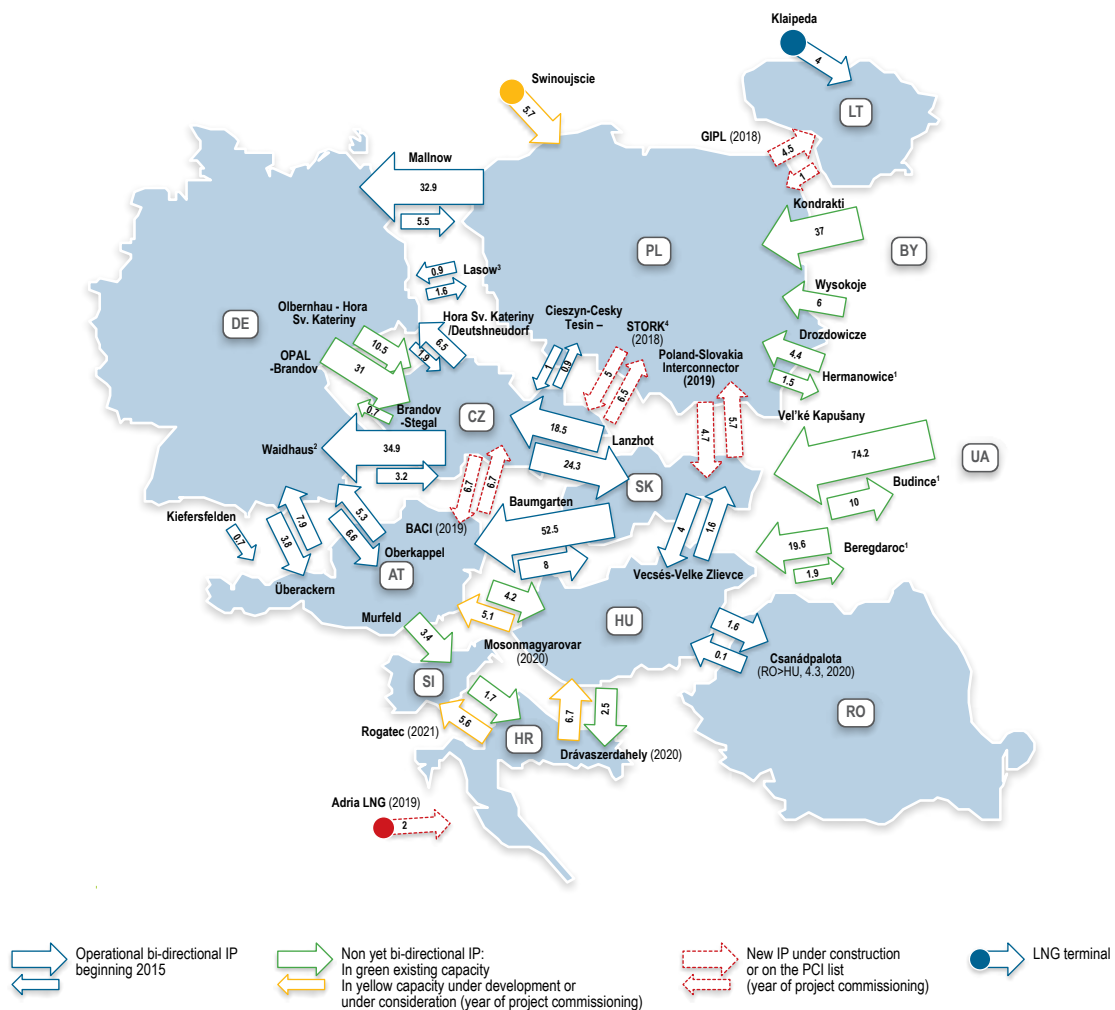 Klaipeda
4
LT
Swinoujscie
5.7
GIPL (2018)
4.5
1
Mallnow
32.9
5.5
Kondrakti
37
PL
BY
Lasow³
0.9
1.6
Wysokoje
6
DE
Olbernhau - Hora
Sv. Kateriny
10.5
Hora Sv. Kateriny
/Deutshneudorf
6.5
1.9
Cieszyn-Cesky
Tesin –
1
0.9
STORK⁴
(2018)
5
6.5
Poland-Slovakia
Interconnector
(2019)
4.7
5.7
Drozdowicze
4.4
Hermanowice¹
1.5
OPAL
-Brandov
31
0.7
Brandov
-Stegal
CZ
Vel'ké Kapušany
74.2
UA
Budince¹
10
Waidhaus²
34.9
3.2
18.5
Lanzhot
24.3
SK
6.7
6.7
BACI (2019)
Baumgarten
52.5
8
Kiefersfelden
0.7
7.9
3.8
5.3
6.6
Oberkappel
Überackern
AT
4
1.6
Vecsés-Velke Zlievce
19.6
Beregdaroc¹
1.9
Murfeld
3.4
4.2
5.1
Mosonmagyarovar
(2020)
HU
1.6
0.1
Csanádpalota
(RO>HU, 4.3, 2020)
SI
1.7
5.6
Rogatec (2021)
HR
6.7
2.5
Drávaszerdahely (2020)
RO
Adria LNG (2019)
2
Operational bi-directional IP
beginning 2015
Non yet bi-directional IP:
In green existing capacity
In yellow capacity under development or
under consideration (year of project commissioning)
New IP under construction
or on the PCI list
(year of project commissioning)
LNG terminal